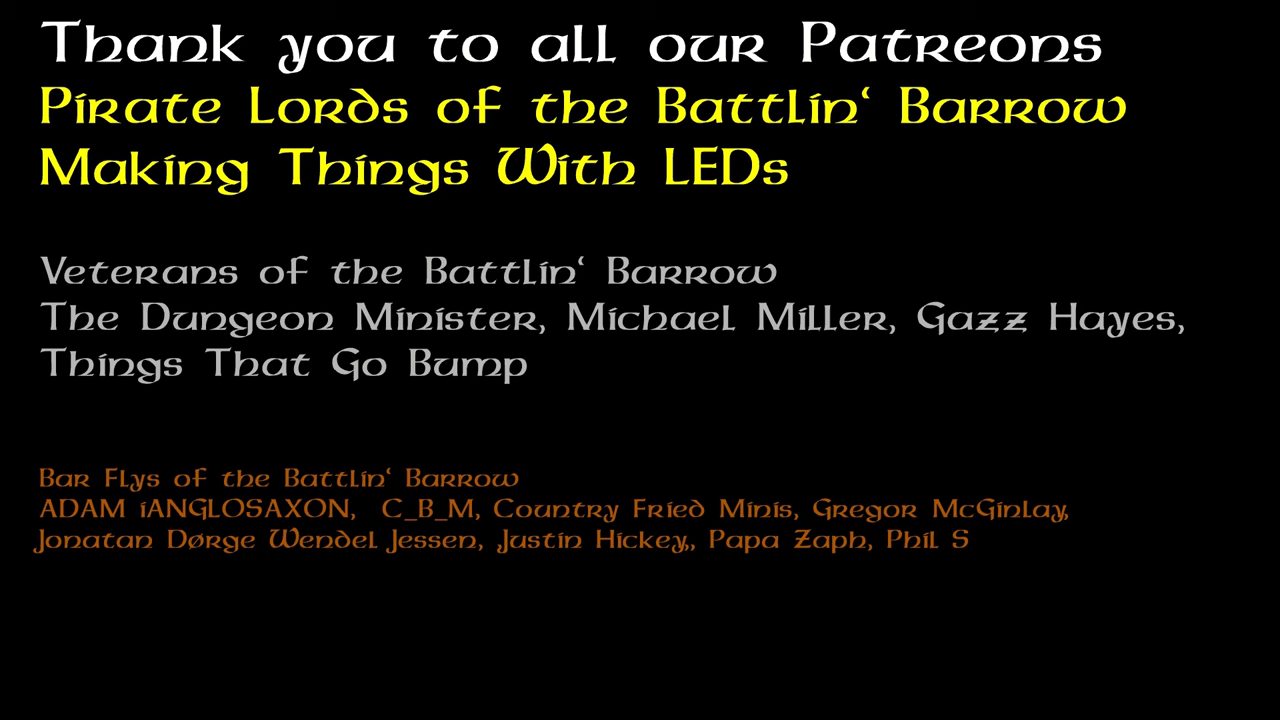 Thank you to all our Patreons
Pirate Lords of the Battlin‘ Barrow
Making Things With LEDs
Veterans of the Battlin‘ Barrow
The Dungeon Minister, Michael Miller, Gazz Hayes,
Things That Go Bump
Bar Flys of the Battlin‘ Barrow
ADAM iANGLOSAXON,  C_B_M, Country Fried Minis, Gregor McGinlay,
Jonatan Dørge Wendel Jessen, Justin Hickey,, Papa Zaph, Phil S